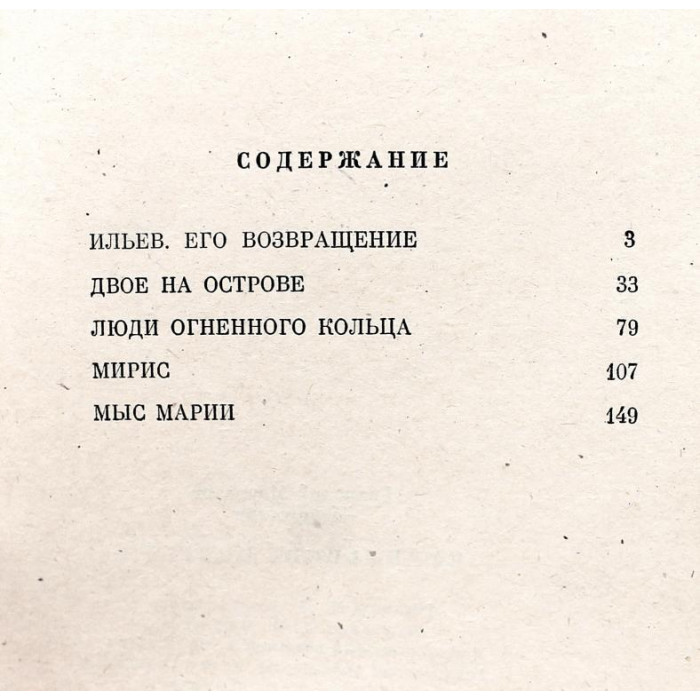 СОДЕРЖАНИЕ
ИЛЬЕВ. ЕГО ВОЗВРАЩЕНИЕ 3
ДВОЕ НА ОСТРОВЕ 33
ЛЮДИ ОГНЕННОГО КОЛЬЦА 79
МИРИС 107
МЫС МАРИИ 149